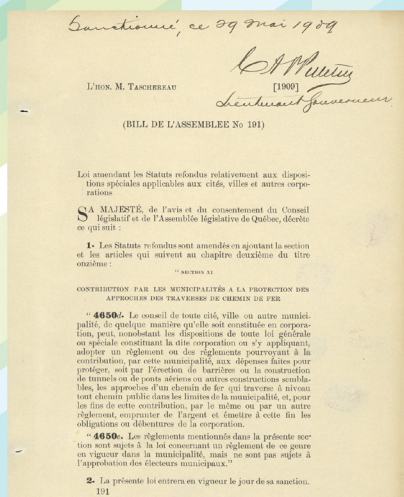 Sanctionné, ce 29 Mai 1909
C A P Pelletier
L'HON. M. TASCHEREAU
[1909]
Lieutenant Gouverneur
(BILL DE L'ASSEMBLEE No 191)
Loi amendant les Statuts refondus relativement aux disposi-
tions spéciales applicables aux cités, villes et autres corpo-
rations
SA MAJESTÉ, de l'avis et du consentement du Conseil
législatif et de l'Assemblée législative de Québec, décrète
ce qui suit :
1. Les Statuts refondus sont amendés en ajoutant la section
et les articles qui suivent au chapitre deuxième du titre
onzième :
" SECTION XI
CONTRIBUTION PAR LES MUNICIPALITÉS A LA PROTECTION DES
APPROCHES DES TRAVERSES DE CHEMIN DE FER
" 4650d. Le conseil de toute cité, ville ou autre munici-
palité, de quelque manière qu'elle soit constituée en corpora-
tion, peut, nonobstant les dispositions de toute loi générale
ou spéciale constituant la dite corporation ou s'y appliquant,
adopter un règlement ou des règlements pourvoyant à la
contribution, par cette municipalité, aux dépenses faites pour
protéger, soit par l'érection de barrières ou la construction
de tunnels ou de ponts aériens ou autres constructions sembla-
bles, les approches d'un chemin de fer qui traverse à niveau
tout chemin public dans les limites de la municipalité, et, pour
les fins de cette contribution, par le même ou par un autre
règlement, emprunter de l'argent et émettre à cette fin les
obligations ou débentures de la corporation.
" 4650e. Les règlements mentionnés dans la présente sec-
tion sont sujets à la loi concernant un règlement de ce genre
en vigueur dans la municipalité, mais ne sont pas sujets à
l'approbation des électeurs municipaux."
2. La présente loi entrera en vigueur le jour de sa sanction.
191